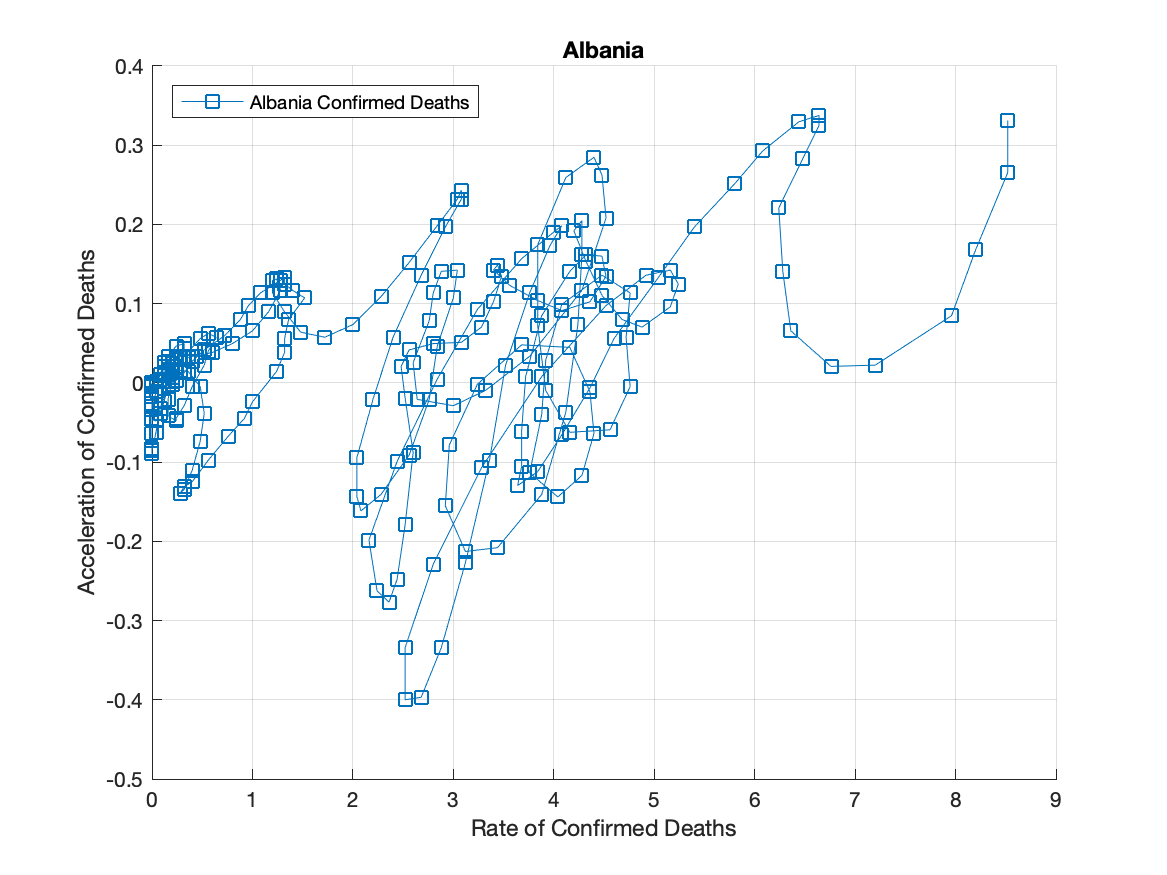 Albania
0.4
Albania Confirmed Deaths
0.3
0.2
0.1
0
-0.1
-0.2
-0.3
-0.4
-0.5
Acceleration of Confirmed Deaths
0 1 2 3 4 5 6 7 8 9
Rate of Confirmed Deaths